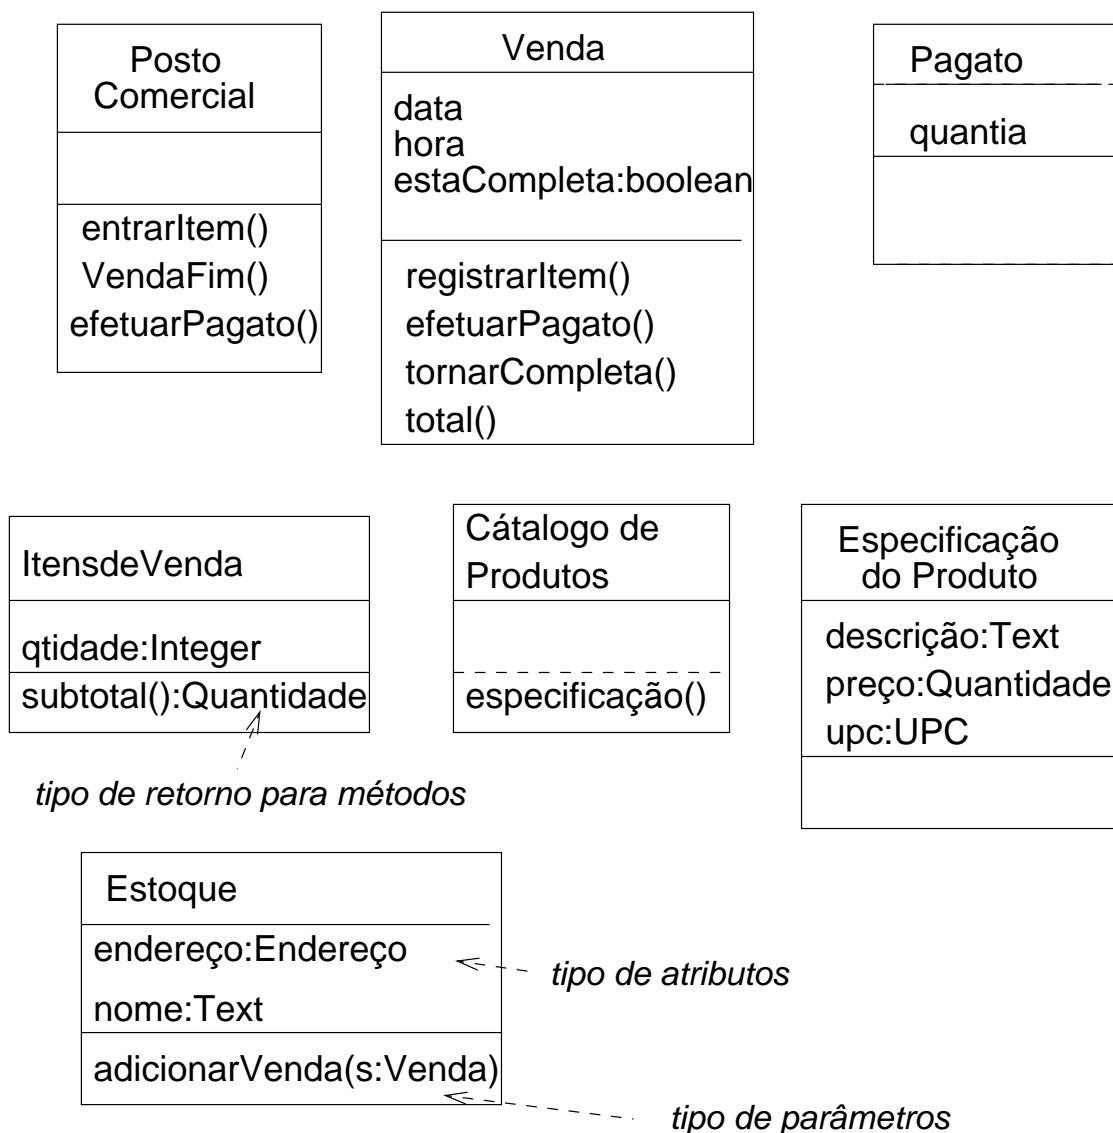 Posto
Comercial
entrarItem()
VendaFim()
efetuarPagato()
Venda
data
hora
estaCompleta:boolean
registrarItem()
efetuarPagato()
tornarCompleta()
total()
Pagato
quantia
ItensdeVenda
qtidade:Integer
subtotal():Quantidade
tipo de retorno para métodos
Cátalogo de
Produtos
especificação()
Especificação
do Produto
descrição:Text
preço:Quantidade
upc:UPC
Estoque
endereço:Endereço
nome:Text
adicionarVenda(s:Venda)
tipo de atributos
tipo de parâmetros